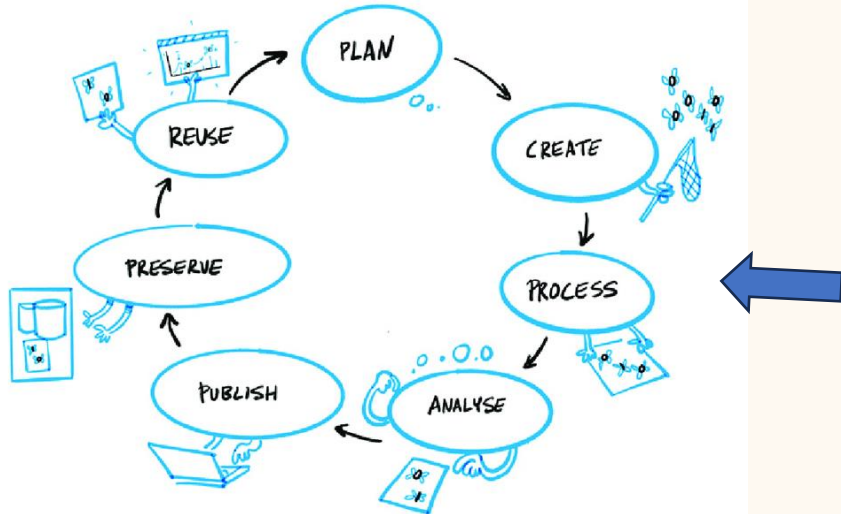 PLAN
CREATE
PROCESS
ANALYSE
PUBLISH
PRESERVE
REUSE